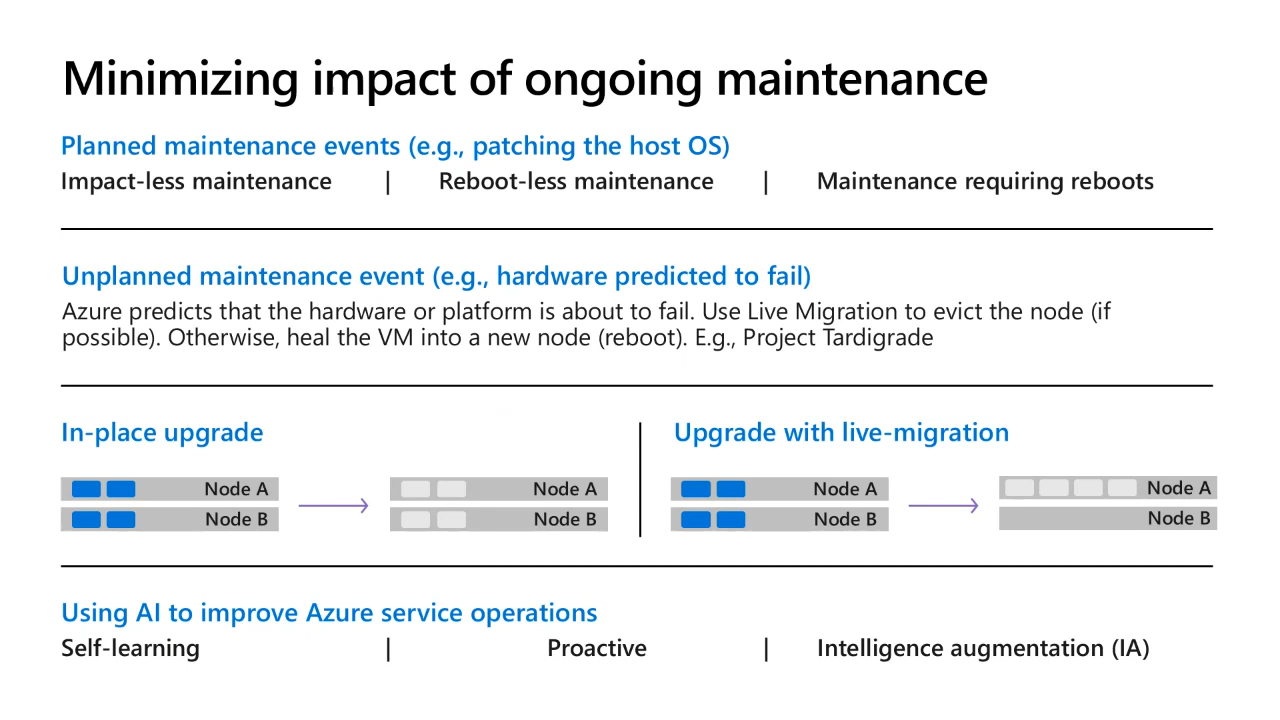 Minimizing impact of ongoing maintenance
Planned maintenance events (e.g., patching the host OS)
Impact-less maintenance | Reboot-less maintenance | Maintenance requiring reboots
Unplanned maintenance event (e.g., hardware predicted to fail)
Azure predicts that the hardware or platform is about to fail. Use Live Migration to evict the node (if
possible). Otherwise, heal the VM into a new node (reboot). E.g., Project Tardigrade
In-place upgrade
Node A
Node B
Node A
Node B
Upgrade with live-migration
Node A
Node B
Node A
Node B
Using AI to improve Azure service operations
Self-learning | Proactive | Intelligence augmentation (IA)